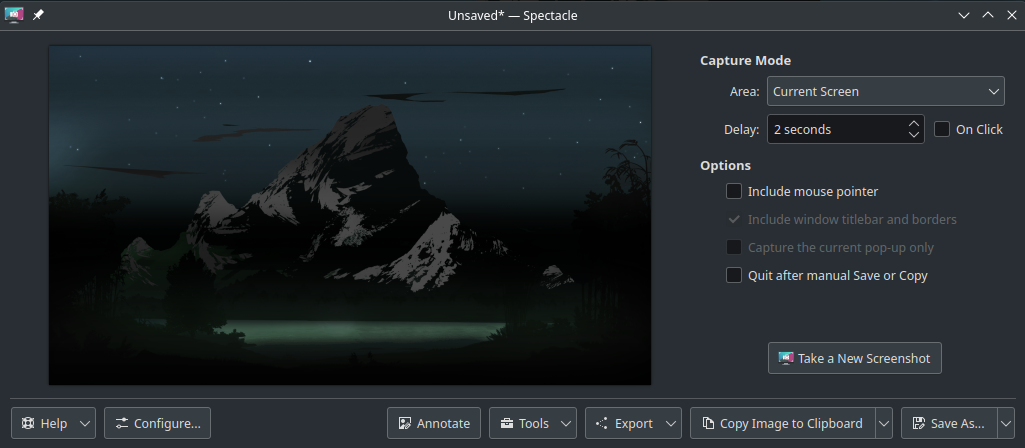 Unsaved* — Spectacle
Capture Mode
Area: Current Screen
Delay: 2 seconds On Click
Options
Include mouse pointer
Include window titlebar and borders
Capture the current pop-up only
Quit after manual Save or Copy
Take a New Screenshot
Help Configure... Annotate Tools Export Copy Image to Clipboard Save As...